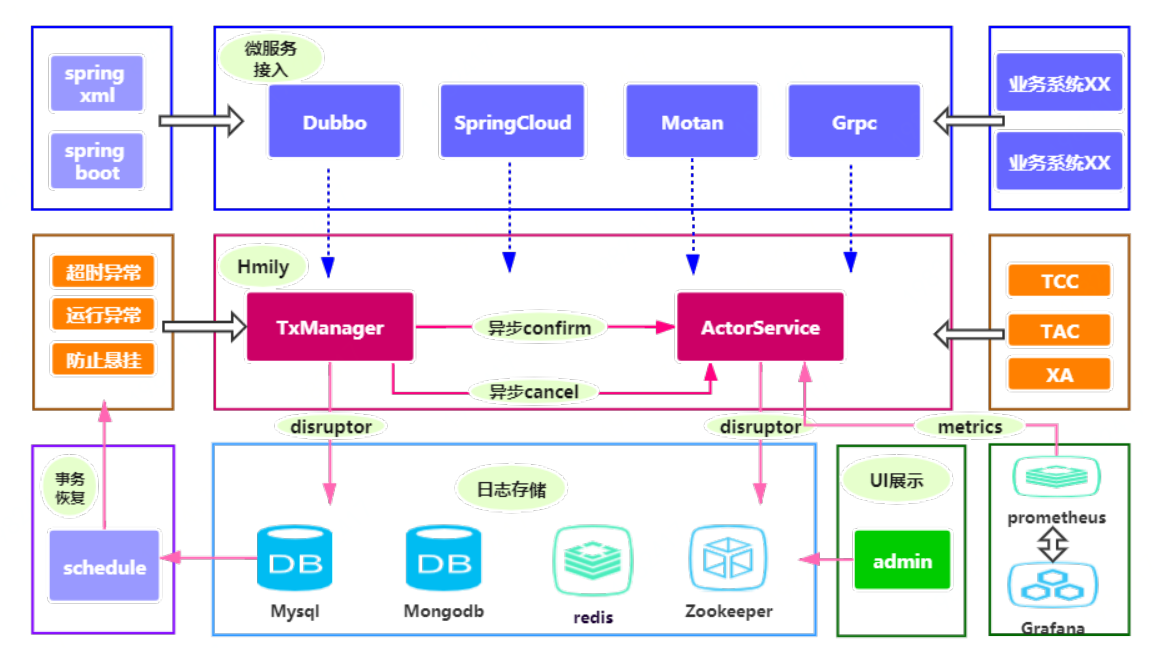 spring
xml
spring
boot
微服务
接入
Dubbo
SpringCloud
Motan
Grpc
业务系统XX
业务系统XX
超时异常
运行异常
防止悬挂
Hmily
TxManager
异步confirm
异步cancel
ActorService
TCC
TAC
XA
disruptor
disruptor
metrics
事务
恢复
schedule
日志存储
Mysql
DB
Mongodb
DB
redis
Zookeeper
UI展示
admin
prometheus
Grafana